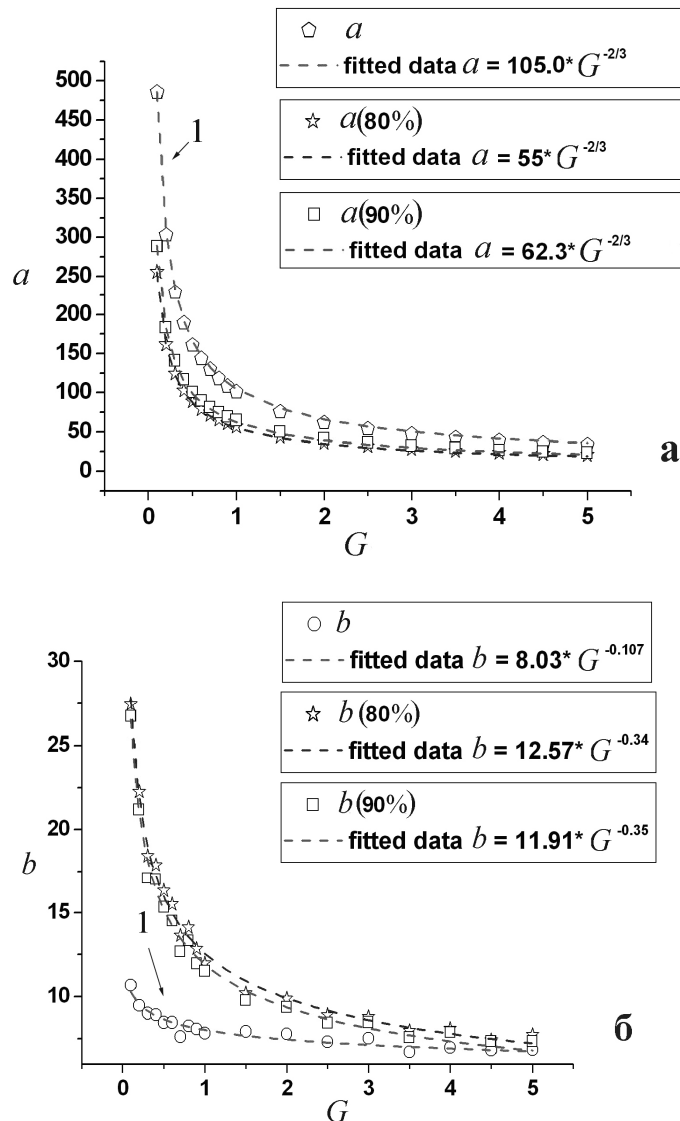 a
fitted data a = 105.0* G^-2/3
a(80%)
fitted data a = 55* G^-2/3
a(90%)
fitted data a = 62.3* G^-2/3
500
450
400
350
300
250
200
150
100
50
0
1
a
0 1 2 3 4 5
G
а
b
fitted data b = 8.03* G^-0.107
b(80%)
fitted data b = 12.57* G^-0.34
b(90%)
fitted data b = 11.91* G^-0.35
30
25
20
15
10
1
b
0 1 2 3 4 5
G
б